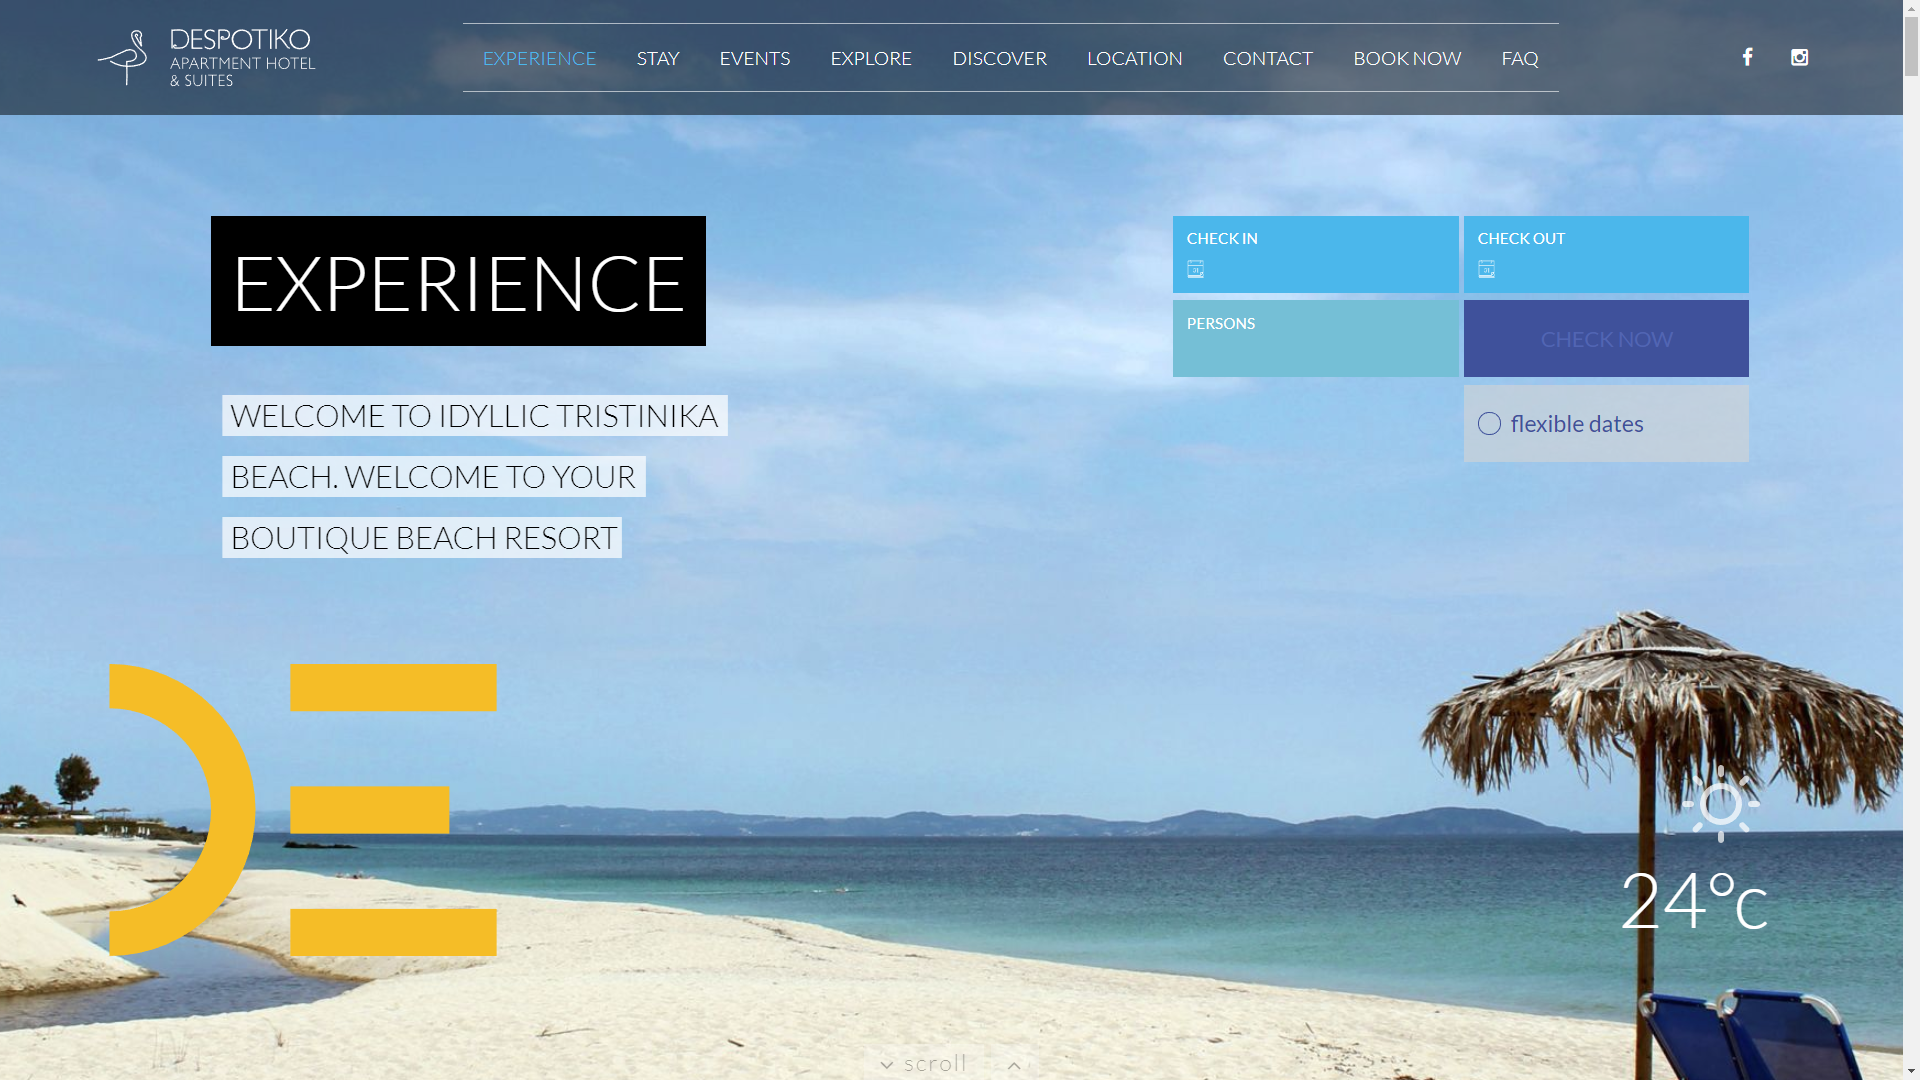 DESPOTIKO
APARTMENT HOTEL
& SUITES
EXPERIENCE STAY EVENTS EXPLORE DISCOVER LOCATION CONTACT BOOK NOW FAQ
EXPERIENCE
WELCOME TO IDYLLIC TRISTINIKA
BEACH. WELCOME TO YOUR
BOUTIQUE BEACH RESORT
CHECK IN
CHECK OUT
PERSONS
CHECK NOW
flexible dates
DE
24°c
scroll